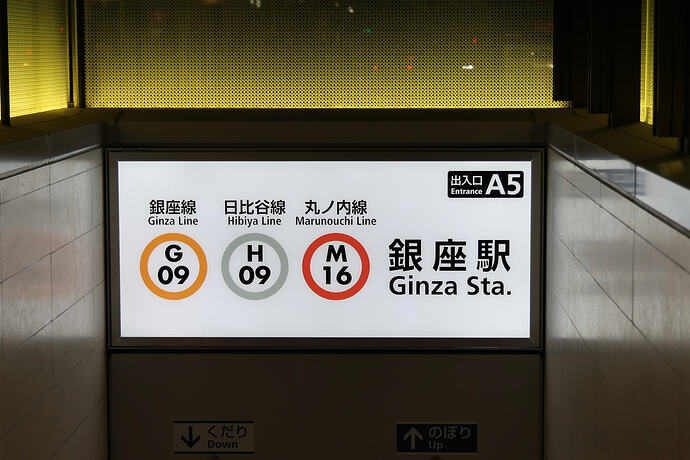 出入口
Entrance A5
銀座線 日比谷線 丸ノ内線
Ginza Line Hibiya Line Marunouchi Line
G H M
09 09 16
銀座駅
Ginza Sta.
↓くだり ↑のぼり
Down Up